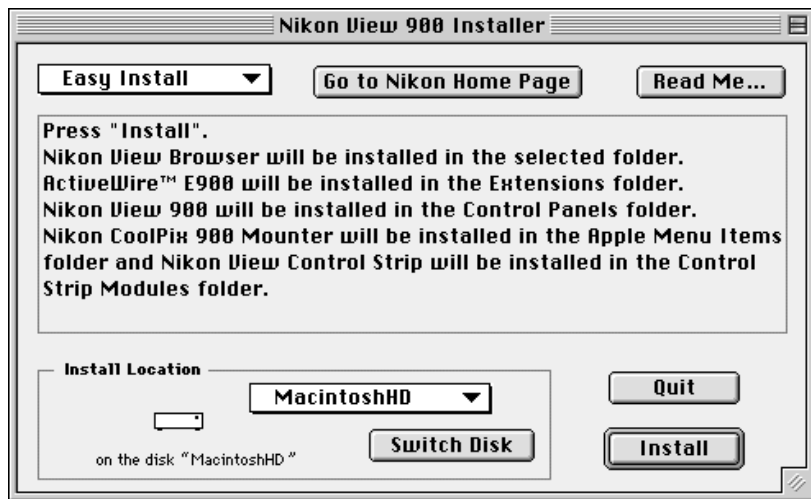 Nikon View 900 Installer
Easy Install
Go to Nikon Home Page
Read Me...
Press "Install".
Nikon View Browser will be installed in the selected folder.
ActiveWire™ E900 will be installed in the Extensions folder.
Nikon View 900 will be installed in the Control Panels folder.
Nikon CoolPix 900 Mounter will be installed in the Apple Menu Items
folder and Nikon View Control Strip will be installed in the Control
Strip Modules folder.
Install Location
MacintoshHD
on the disk “MacintoshHD”
Switch Disk
Quit
Install